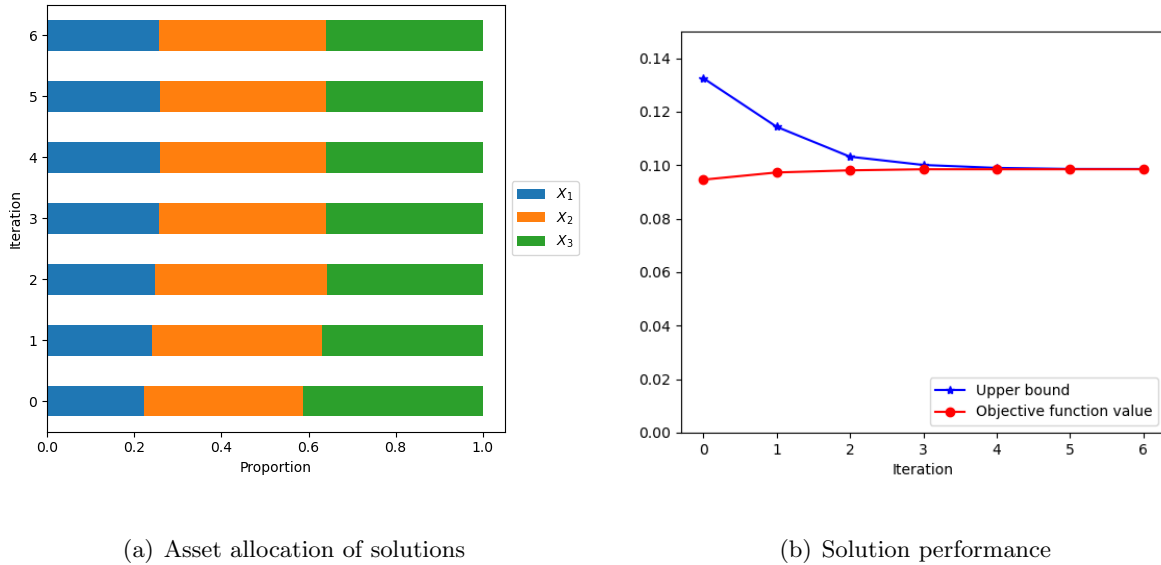 6
5
4
3
2
1
0
Iteration
0.0 0.2 0.4 0.6 0.8 1.0
Proportion
X1
X2
X3
(a) Asset allocation of solutions
0.14
0.12
0.10
0.08
0.06
0.04
0.02
0.00
0 1 2 3 4 5 6
Iteration
Upper bound
Objective function value
(b) Solution performance